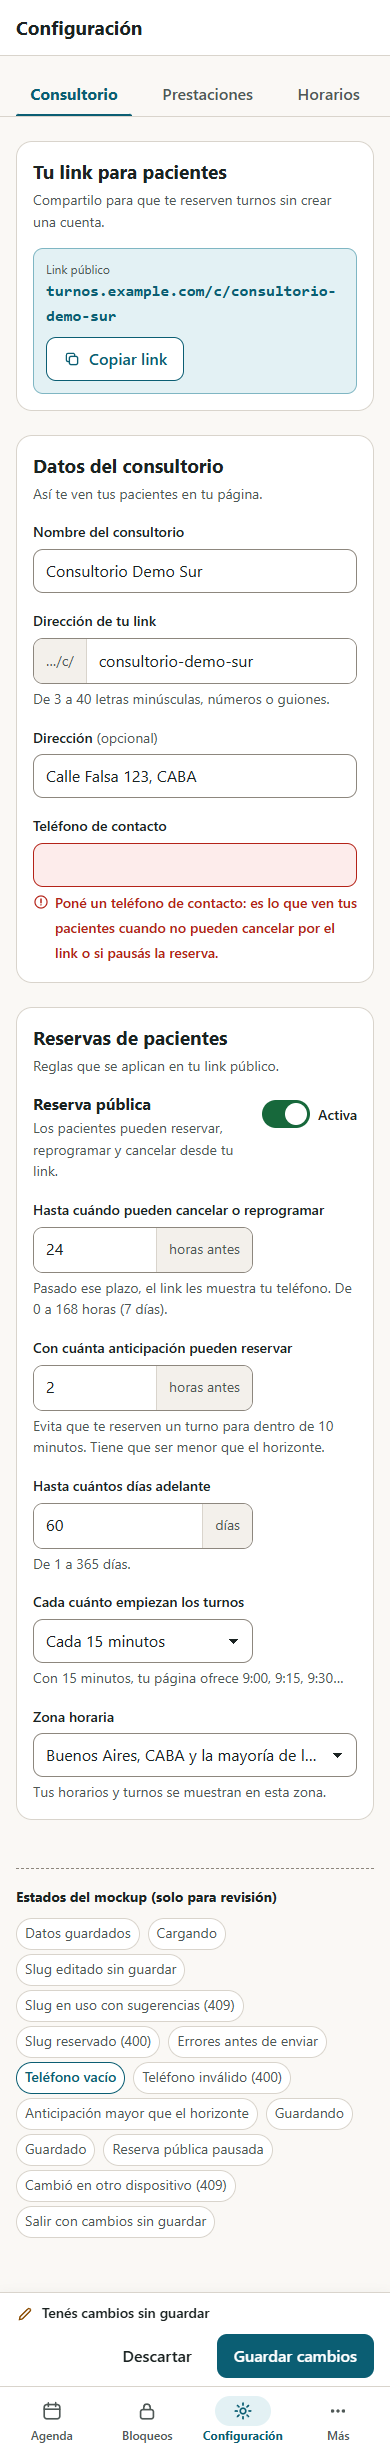 Configuración
Consultorio Prestaciones Horarios
Tu link para pacientes
Compartilo para que te reserven turnos sin crear
una cuenta.
Link público
turnos.example.com/c/consultorio-
demo-sur
Copiar link
Datos del consultorio
Así te ven tus pacientes en tu página.
Nombre del consultorio
Consultorio Demo Sur
Dirección de tu link
.../c/ consultorio-demo-sur
De 3 a 40 letras minúsculas, números o guiones.
Dirección (opcional)
Calle Falsa 123, CABA
Teléfono de contacto
Poné un teléfono de contacto: es lo que ven tus
pacientes cuando no pueden cancelar por el
link o si pausás la reserva.
Reservas de pacientes
Reglas que se aplican en tu link público.
Reserva pública
Los pacientes pueden reservar,
reprogramar y cancelar desde tu
link.
Activa
Hasta cuándo pueden cancelar o reprogramar
24 horas antes
Pasado ese plazo, el link les muestra tu teléfono. De
0 a 168 horas (7 días).
Con cuánta anticipación pueden reservar
2 horas antes
Evita que te reserven un turno para dentro de 10
minutos. Tiene que ser menor que el horizonte.
Hasta cuántos días adelante
60 días
De 1 a 365 días.
Cada cuánto empiezan los turnos
Cada 15 minutos
Con 15 minutos, tu página ofrece 9:00, 9:15, 9:30...
Zona horaria
Buenos Aires, CABA y la mayoría de l...
Tus horarios y turnos se muestran en esta zona.
Estados del mockup (solo para revisión)
Datos guardados Cargando
Slug editado sin guardar
Slug en uso con sugerencias (409)
Slug reservado (400) Errores antes de enviar
Teléfono vacío Teléfono inválido (400)
Anticipación mayor que el horizonte Guardando
Guardado Reserva pública pausada
Cambió en otro dispositivo (409)
Salir con cambios sin guardar
Tenés cambios sin guardar
Descartar Guardar cambios
Agenda Bloqueos Configuración Más